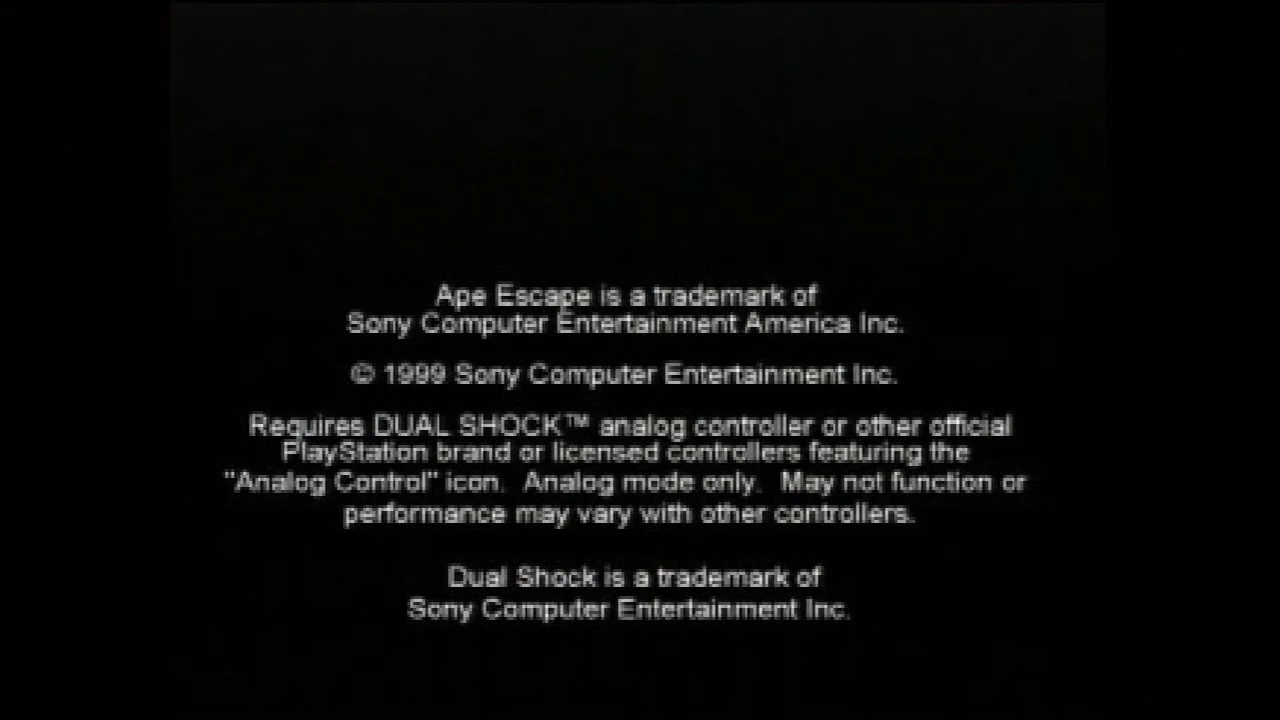 Ape Escape is a trademark of
Sony Computer Entertainment America Inc.
© 1999 Sony Computer Entertainment Inc.
Requires DUAL SHOCK™ analog controller or other official
PlayStation brand or licensed controllers featuring the
"Analog Control" icon. Analog mode only. May not function or
performance may vary with other controllers.
Dual Shock is a trademark of
Sony Computer Entertainment Inc.